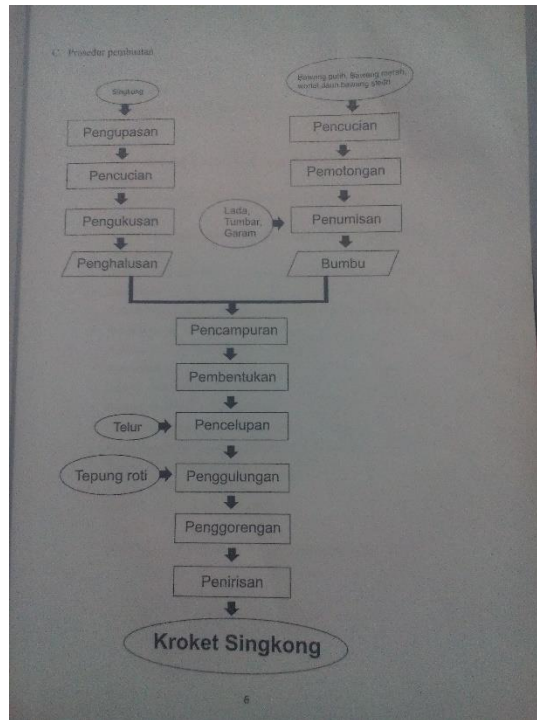 C. Prosedur pembuatan
Singkong
Bawang putih, Bawang merah,
wortel,daun bawang sledri
Pengupasan
Pencucian
Pencucian
Pemotongan
Pengukusan
Lada,
Tumbar,
Garam
Penumisan
Penghalusan
Bumbu
Pencampuran
Pembentukan
Telur
Pencelupan
Tepung roti
Penggulungan
Penggorengan
Penirisan
Kroket Singkong
6